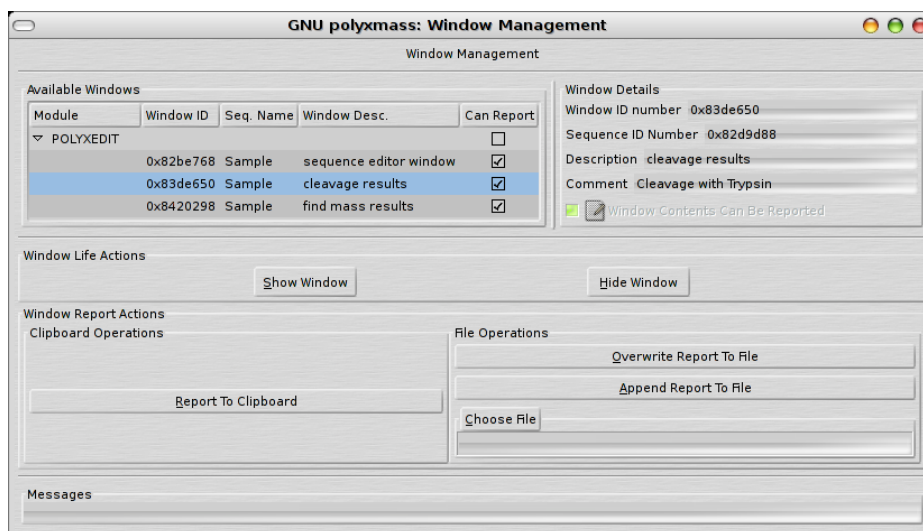 GNU polyxmass: Window Management
Window Management
Available Windows
Module Window ID Seq. Name Window Desc. Can Report
POLYXEDIT
0x82be768 Sample sequence editor window
0x83de650 Sample cleavage results
0x8420298 Sample find mass results
Window Details
Window ID number 0x83de650
Sequence ID Number 0x82d9d88
Description cleavage results
Comment Cleavage with Trypsin
Window Contents Can Be Reported
Window Life Actions
Show Window Hide Window
Window Report Actions
Clipboard Operations
Report To Clipboard
File Operations
Overwrite Report To File
Append Report To File
Choose File
Messages